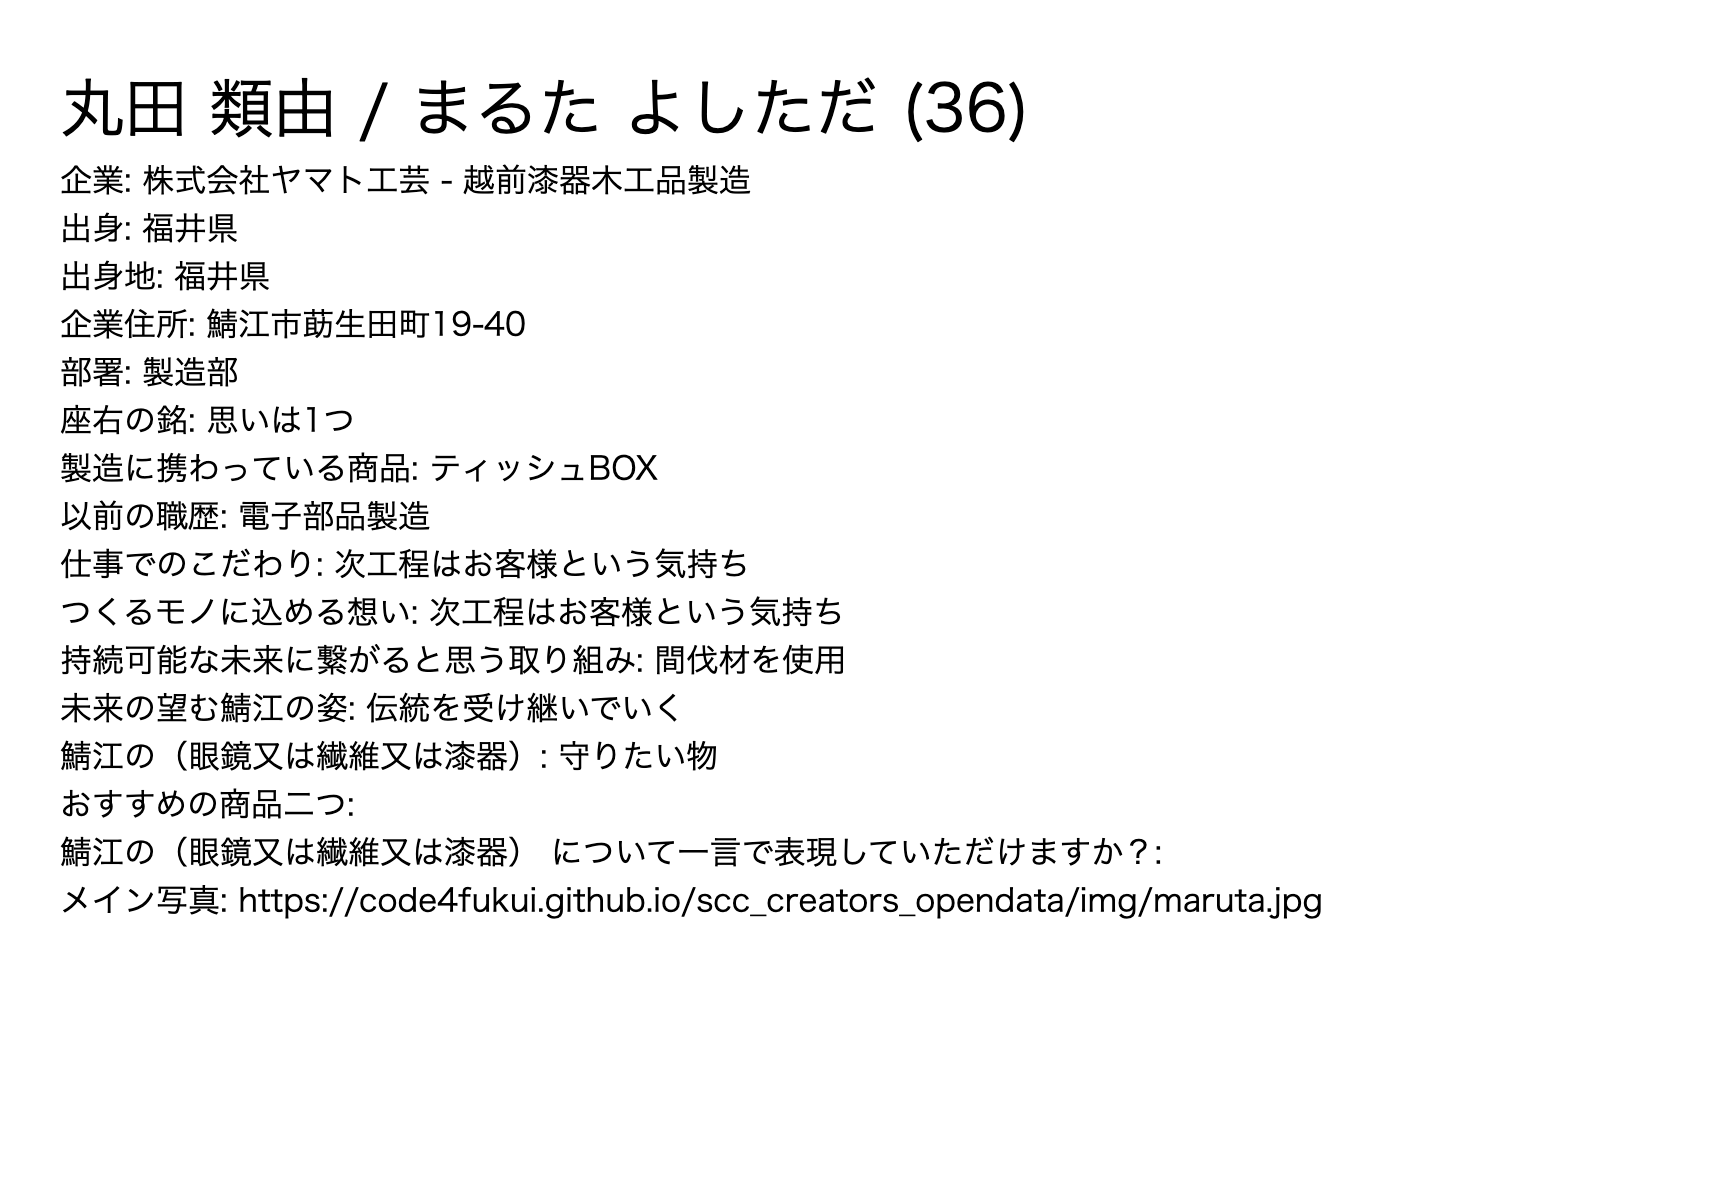 丸田 類由 / まるた よしただ (36)
企業: 株式会社ヤマト工芸 - 越前漆器木工品製造
出身: 福井県
出身地: 福井県
企業住所: 鯖江市莇生田町19-40
部署: 製造部
座右の銘: 思いは1つ
製造に携わっている商品: ティッシュBOX
以前の職歴: 電子部品製造
仕事でのこだわり: 次工程はお客様という気持ち
つくるモノに込める想い: 次工程はお客様という気持ち
持続可能な未来に繋がると思う取り組み: 間伐材を使用
未来の望む鯖江の姿: 伝統を受け継いでいく
鯖江の（眼鏡又は繊維又は漆器）: 守りたい物
おすすめの商品二つ:
鯖江の（眼鏡又は繊維又は漆器） について一言で表現していただけますか？:
メイン写真: https://code4fukui.github.io/scc_creators_opendata/img/maruta.jpg